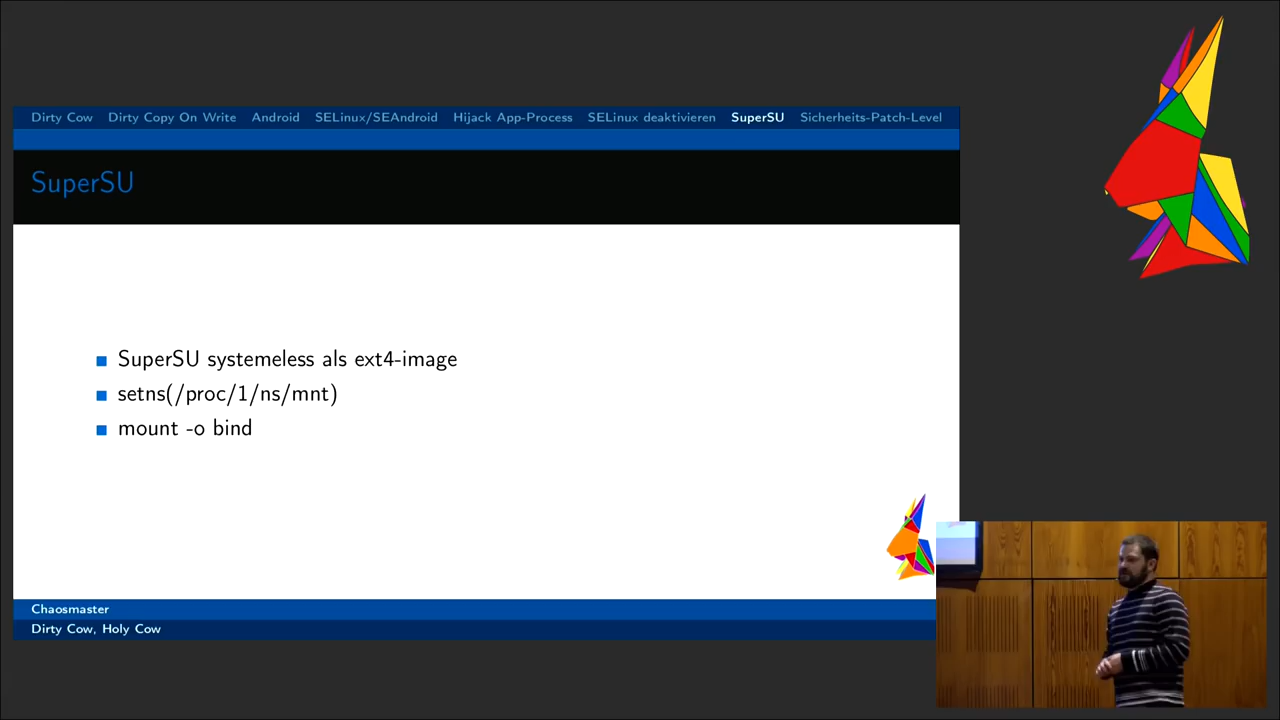 Dirty Cow Dirty Copy On Write Android SELinux/SEAndroid Hijack App-Process SELinux deaktivieren SuperSU Sicherheits-Patch-Level
SuperSU
SuperSU systemeless als ext4-image
setns(/proc/1/ns/mnt)
mount -o bind
Chaosmaster
Dirty Cow, Holy Cow